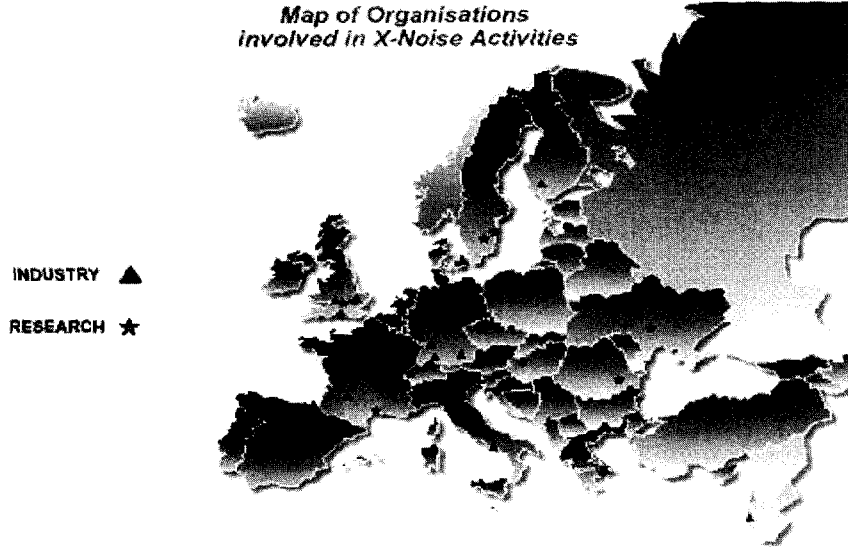 Map of Organisations
involved in X-Noise Activities
INDUSTRY
RESEARCH